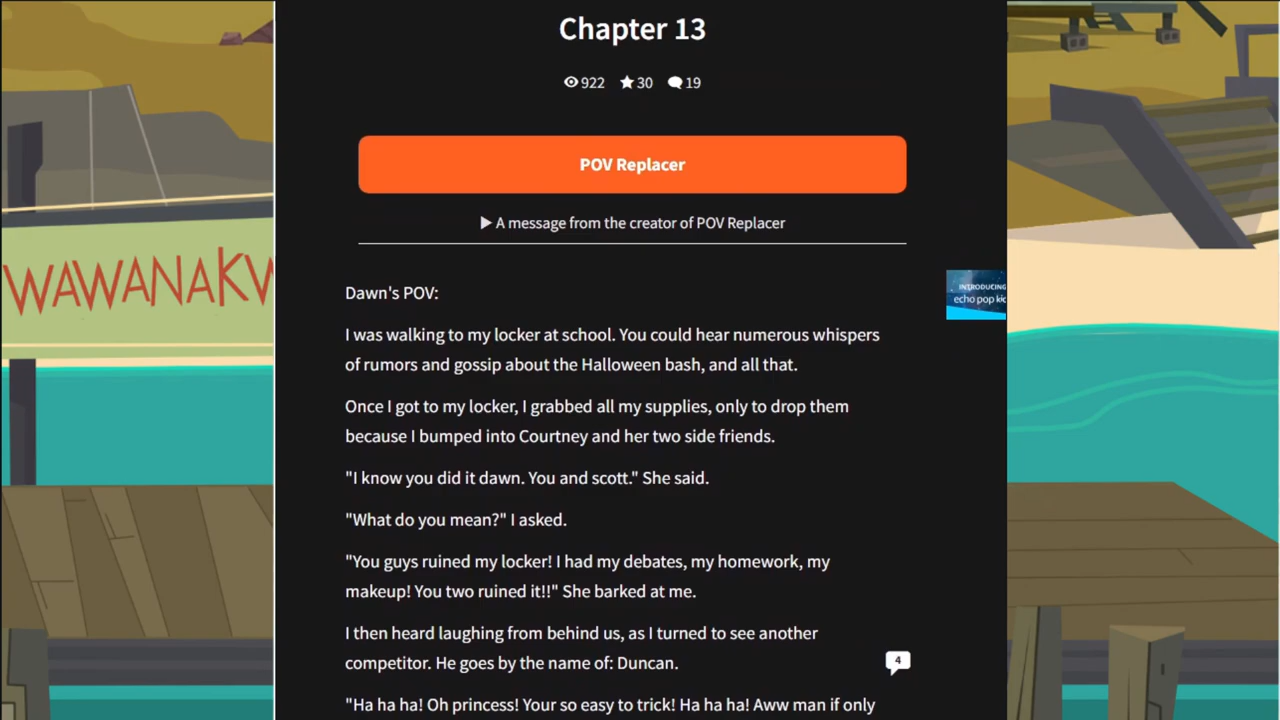 Chapter 13
922 30 19
POV Replacer
▶ A message from the creator of POV Replacer
WAWANAKW
INTRODUCING
echo pop kid
Dawn's POV:
I was walking to my locker at school. You could hear numerous whispers
of rumors and gossip about the Halloween bash, and all that.
Once I got to my locker, I grabbed all my supplies, only to drop them
because I bumped into Courtney and her two side friends.
"I know you did it dawn. You and scott." She said.
"What do you mean?" I asked.
"You guys ruined my locker! I had my debates, my homework, my
makeup! You two ruined it!!" She barked at me.
I then heard laughing from behind us, as I turned to see another
competitor. He goes by the name of: Duncan.
4
"Ha ha ha! Oh princess! Your so easy to trick! Ha ha ha! Aww man if only